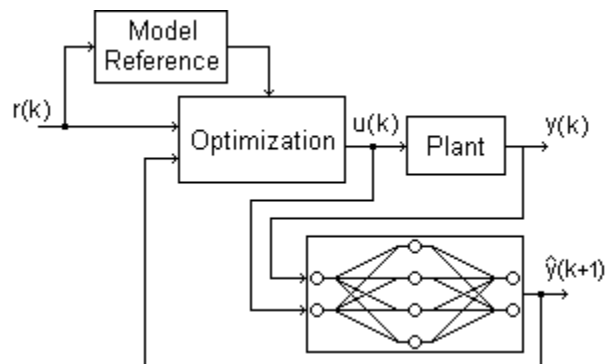 Model
Reference
r(k)
Optimization
u(k)
Plant
y(k)
ŷ(k+1)